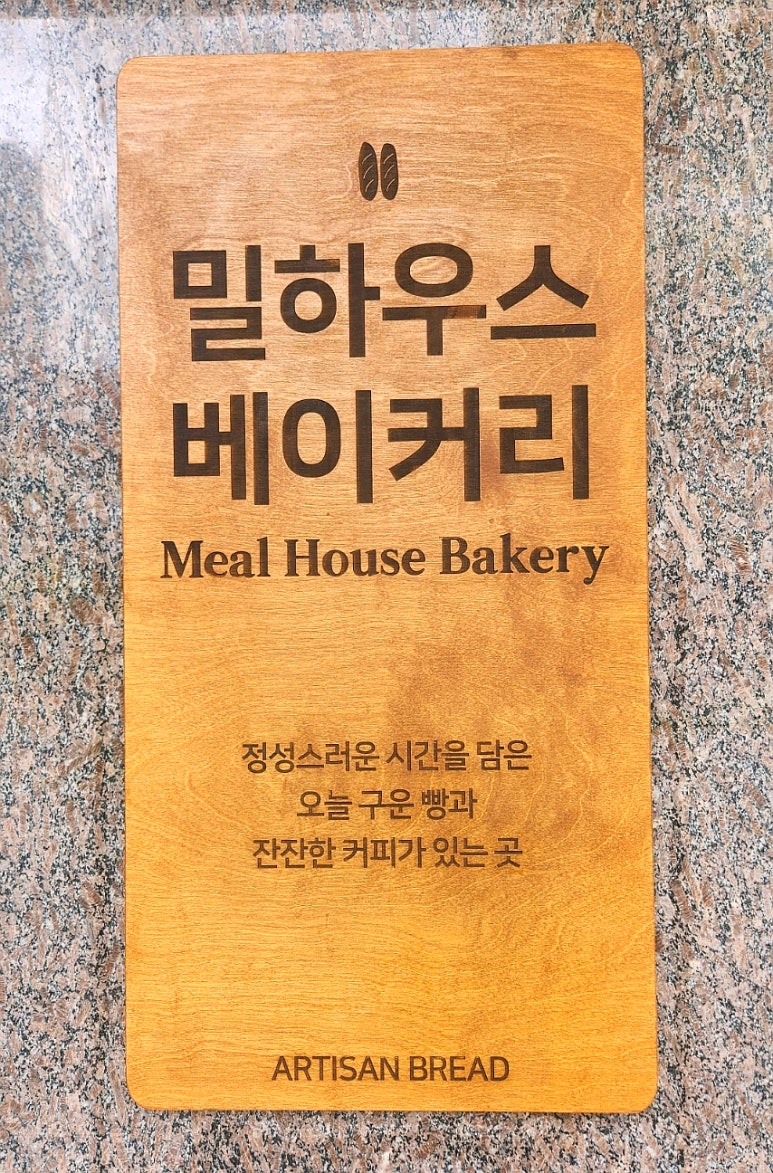 밀하우스
베이커리
Meal House Bakery
정성스러운 시간을 담은
오늘 구운 빵과
잔잔한 커피가 있는 곳
ARTISAN BREAD